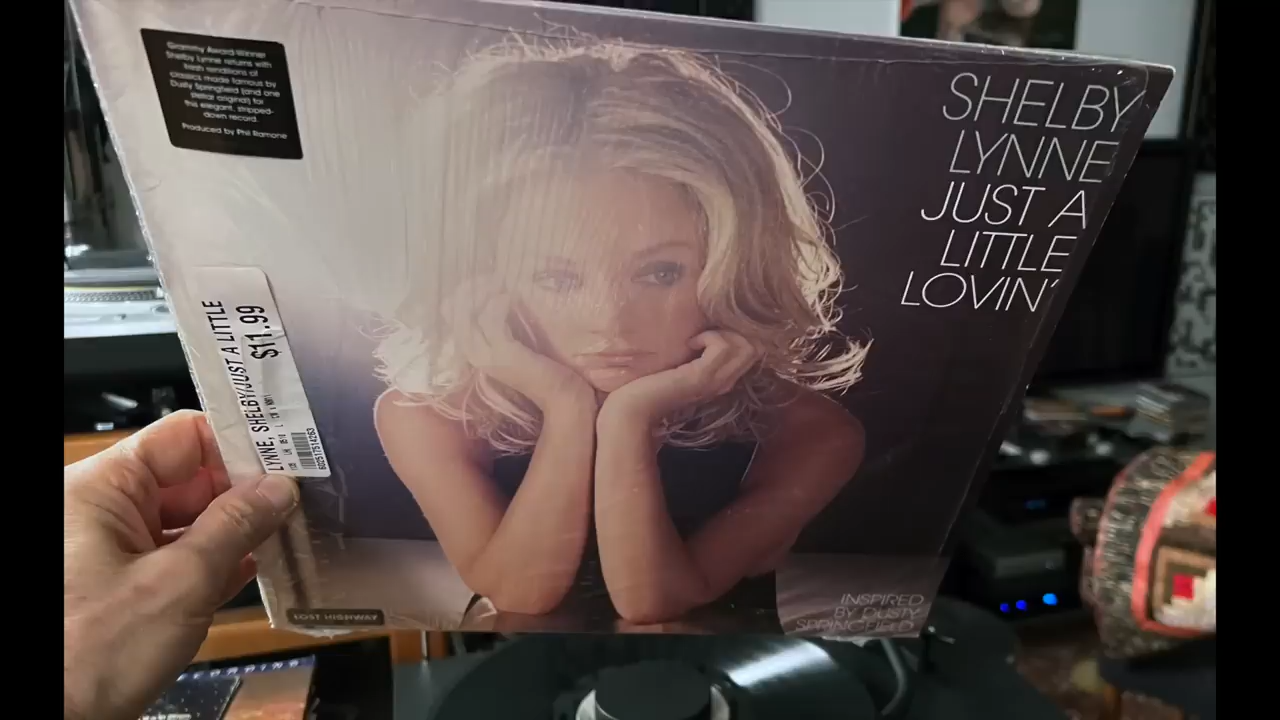 Grammy Award-Winner
Shelby Lynne returns with
fresh renditions of
classics made famous by
Dusty Springfield (and one
stellar original) for
this elegant, stripped-
down record.
Produced by Phil Ramone
SHELBY
LYNNE
JUST A
LITTLE
LOVIN'
LYNNE, SHELBY/JUST A LITTLE
$11.99
602517514263
LOST HIGHWAY
INSPIRED
BY DUSTY
SPRINGFIELD